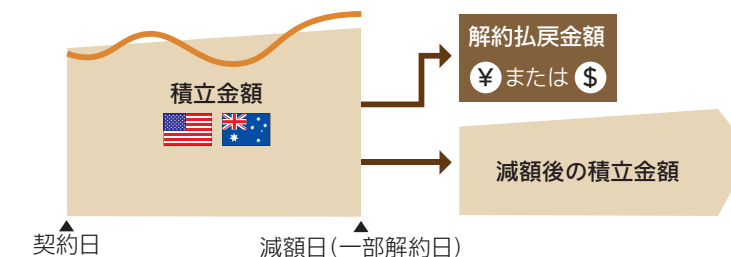 解約払戻金額
¥または$
積立金額
減額後の積立金額
契約日
減額日(一部解約日)